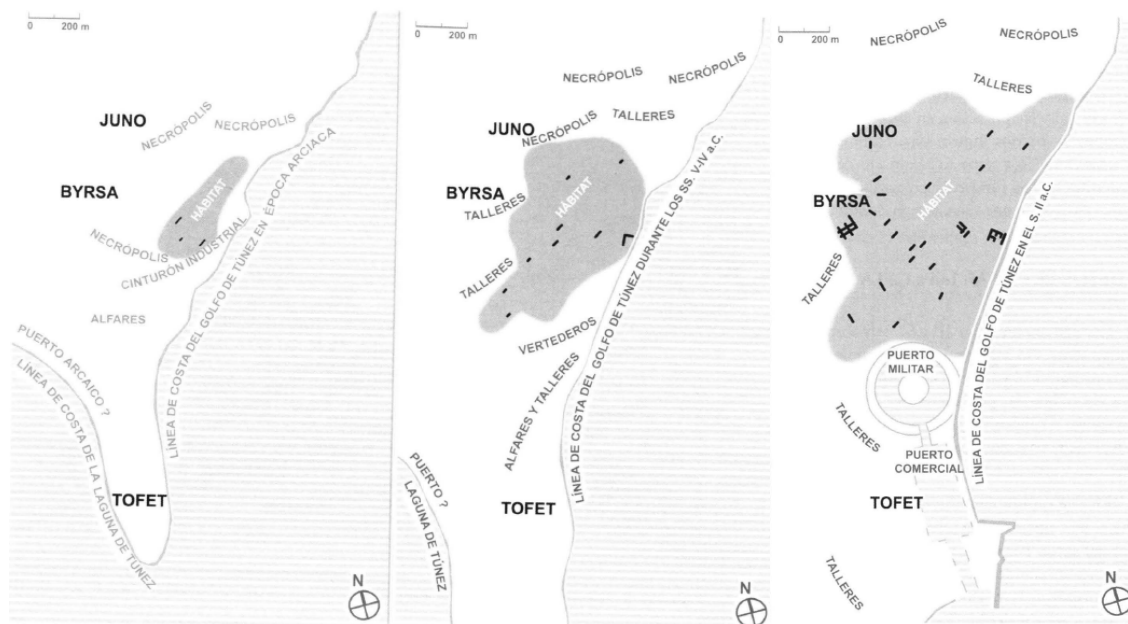 0 200 m
NECRÓPOLIS
JUNO
NECRÓPOLIS
BYRSA
HÁBITAT
NECRÓPOLIS
CINTURÓN INDUSTRIAL
ALFARES
PUERTO ARCAICO ?
LÍNEA DE COSTA DE LA LAGUNA DE TÚNEZ
LÍNEA DE COSTA DEL GOLFO DE TÚNEZ EN ÉPOCA ARCIACA
TOFET
N
0 200 m
NECRÓPOLIS
NECRÓPOLIS
TALLERES
JUNO
NECRÓPOLIS
BYRSA
TALLERES
HÁBITAT
TALLERES
VERTEDEROS
ALFARES Y TALLERES
LÍNEA DE COSTA DEL GOLFO DE TÚNEZ DURANTE LOS SS. V-IV a.C.
PUERTO ?
LAGUNA DE TÚNEZ
TOFET
N
0 200 m
NECRÓPOLIS
NECRÓPOLIS
TALLERES
JUNO
HÁBITAT
BYRSA
TALLERES
LÍNEA DE COSTA DEL GOLFO DE TÚNEZ EN EL S. II a.C.
PUERTO
MILITAR
TALLERES
PUERTO
COMERCIAL
TOFET
TALLERES
N